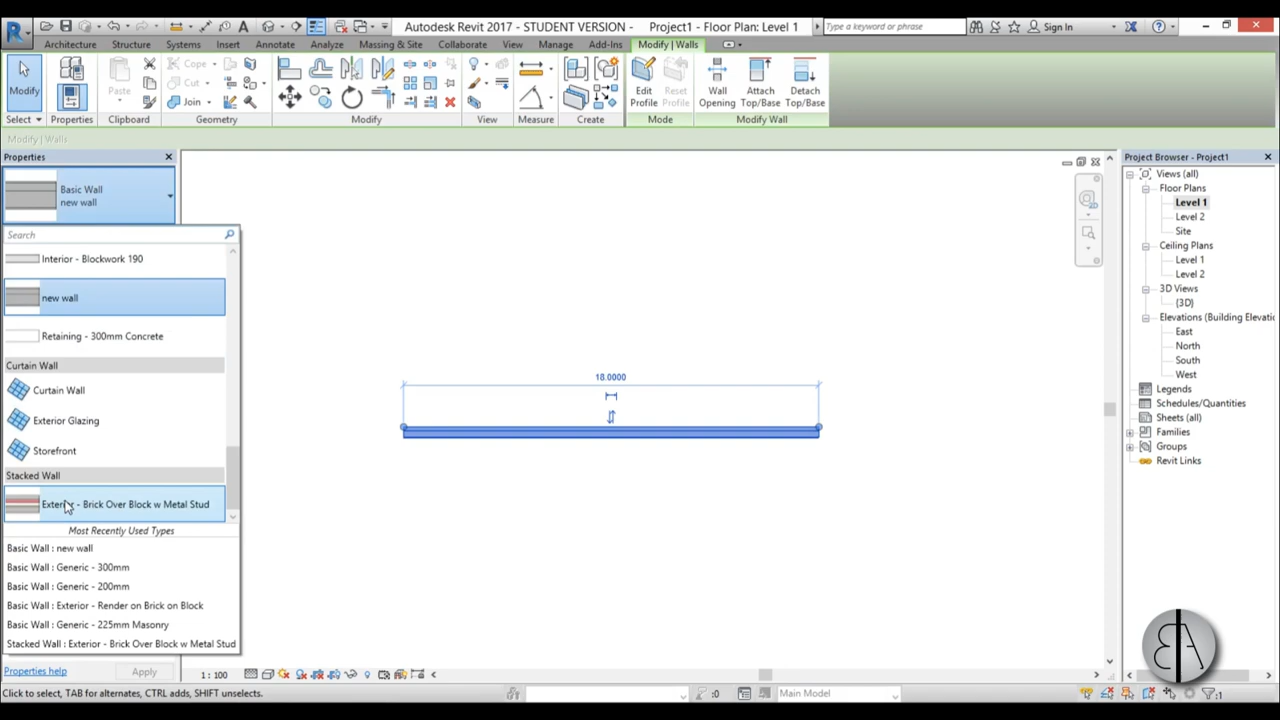 Autodesk Revit 2017 - STUDENT VERSION - Project1 - Floor Plan: Level 1
Type a keyword or phrase
Sign In
Architecture Structure Systems Insert Annotate Analyze Massing & Site Collaborate View Manage Add-Ins Modify | Walls
Modify Paste Cope Cut Join Edit Profile Reset Profile Wall Opening Attach Top/Base Detach Top/Base
Select Properties Clipboard Geometry Modify View Measure Create Mode Modify Wall
Modify | Walls
Properties
Basic Wall
new wall
Search
Interior - Blockwork 190
new wall
Retaining - 300mm Concrete
Curtain Wall
Curtain Wall
Exterior Glazing
Storefront
Stacked Wall
Exterior - Brick Over Block w Metal Stud
Most Recently Used Types
Basic Wall : new wall
Basic Wall : Generic - 300mm
Basic Wall : Generic - 200mm
Basic Wall : Exterior - Render on Brick on Block
Basic Wall : Generic - 225mm Masonry
Stacked Wall : Exterior - Brick Over Block w Metal Stud
Properties help
Apply
18.0000
Project Browser - Project1
Views (all)
Floor Plans
Level 1
Level 2
Site
Ceiling Plans
Level 1
Level 2
3D Views
{3D}
Elevations (Building Elevatio
East
North
South
West
Legends
Schedules/Quantities
Sheets (all)
Families
Groups
Revit Links
1 : 100
Click to select, TAB for alternates, CTRL adds, SHIFT unselects.
:0
Main Model
:1
BA